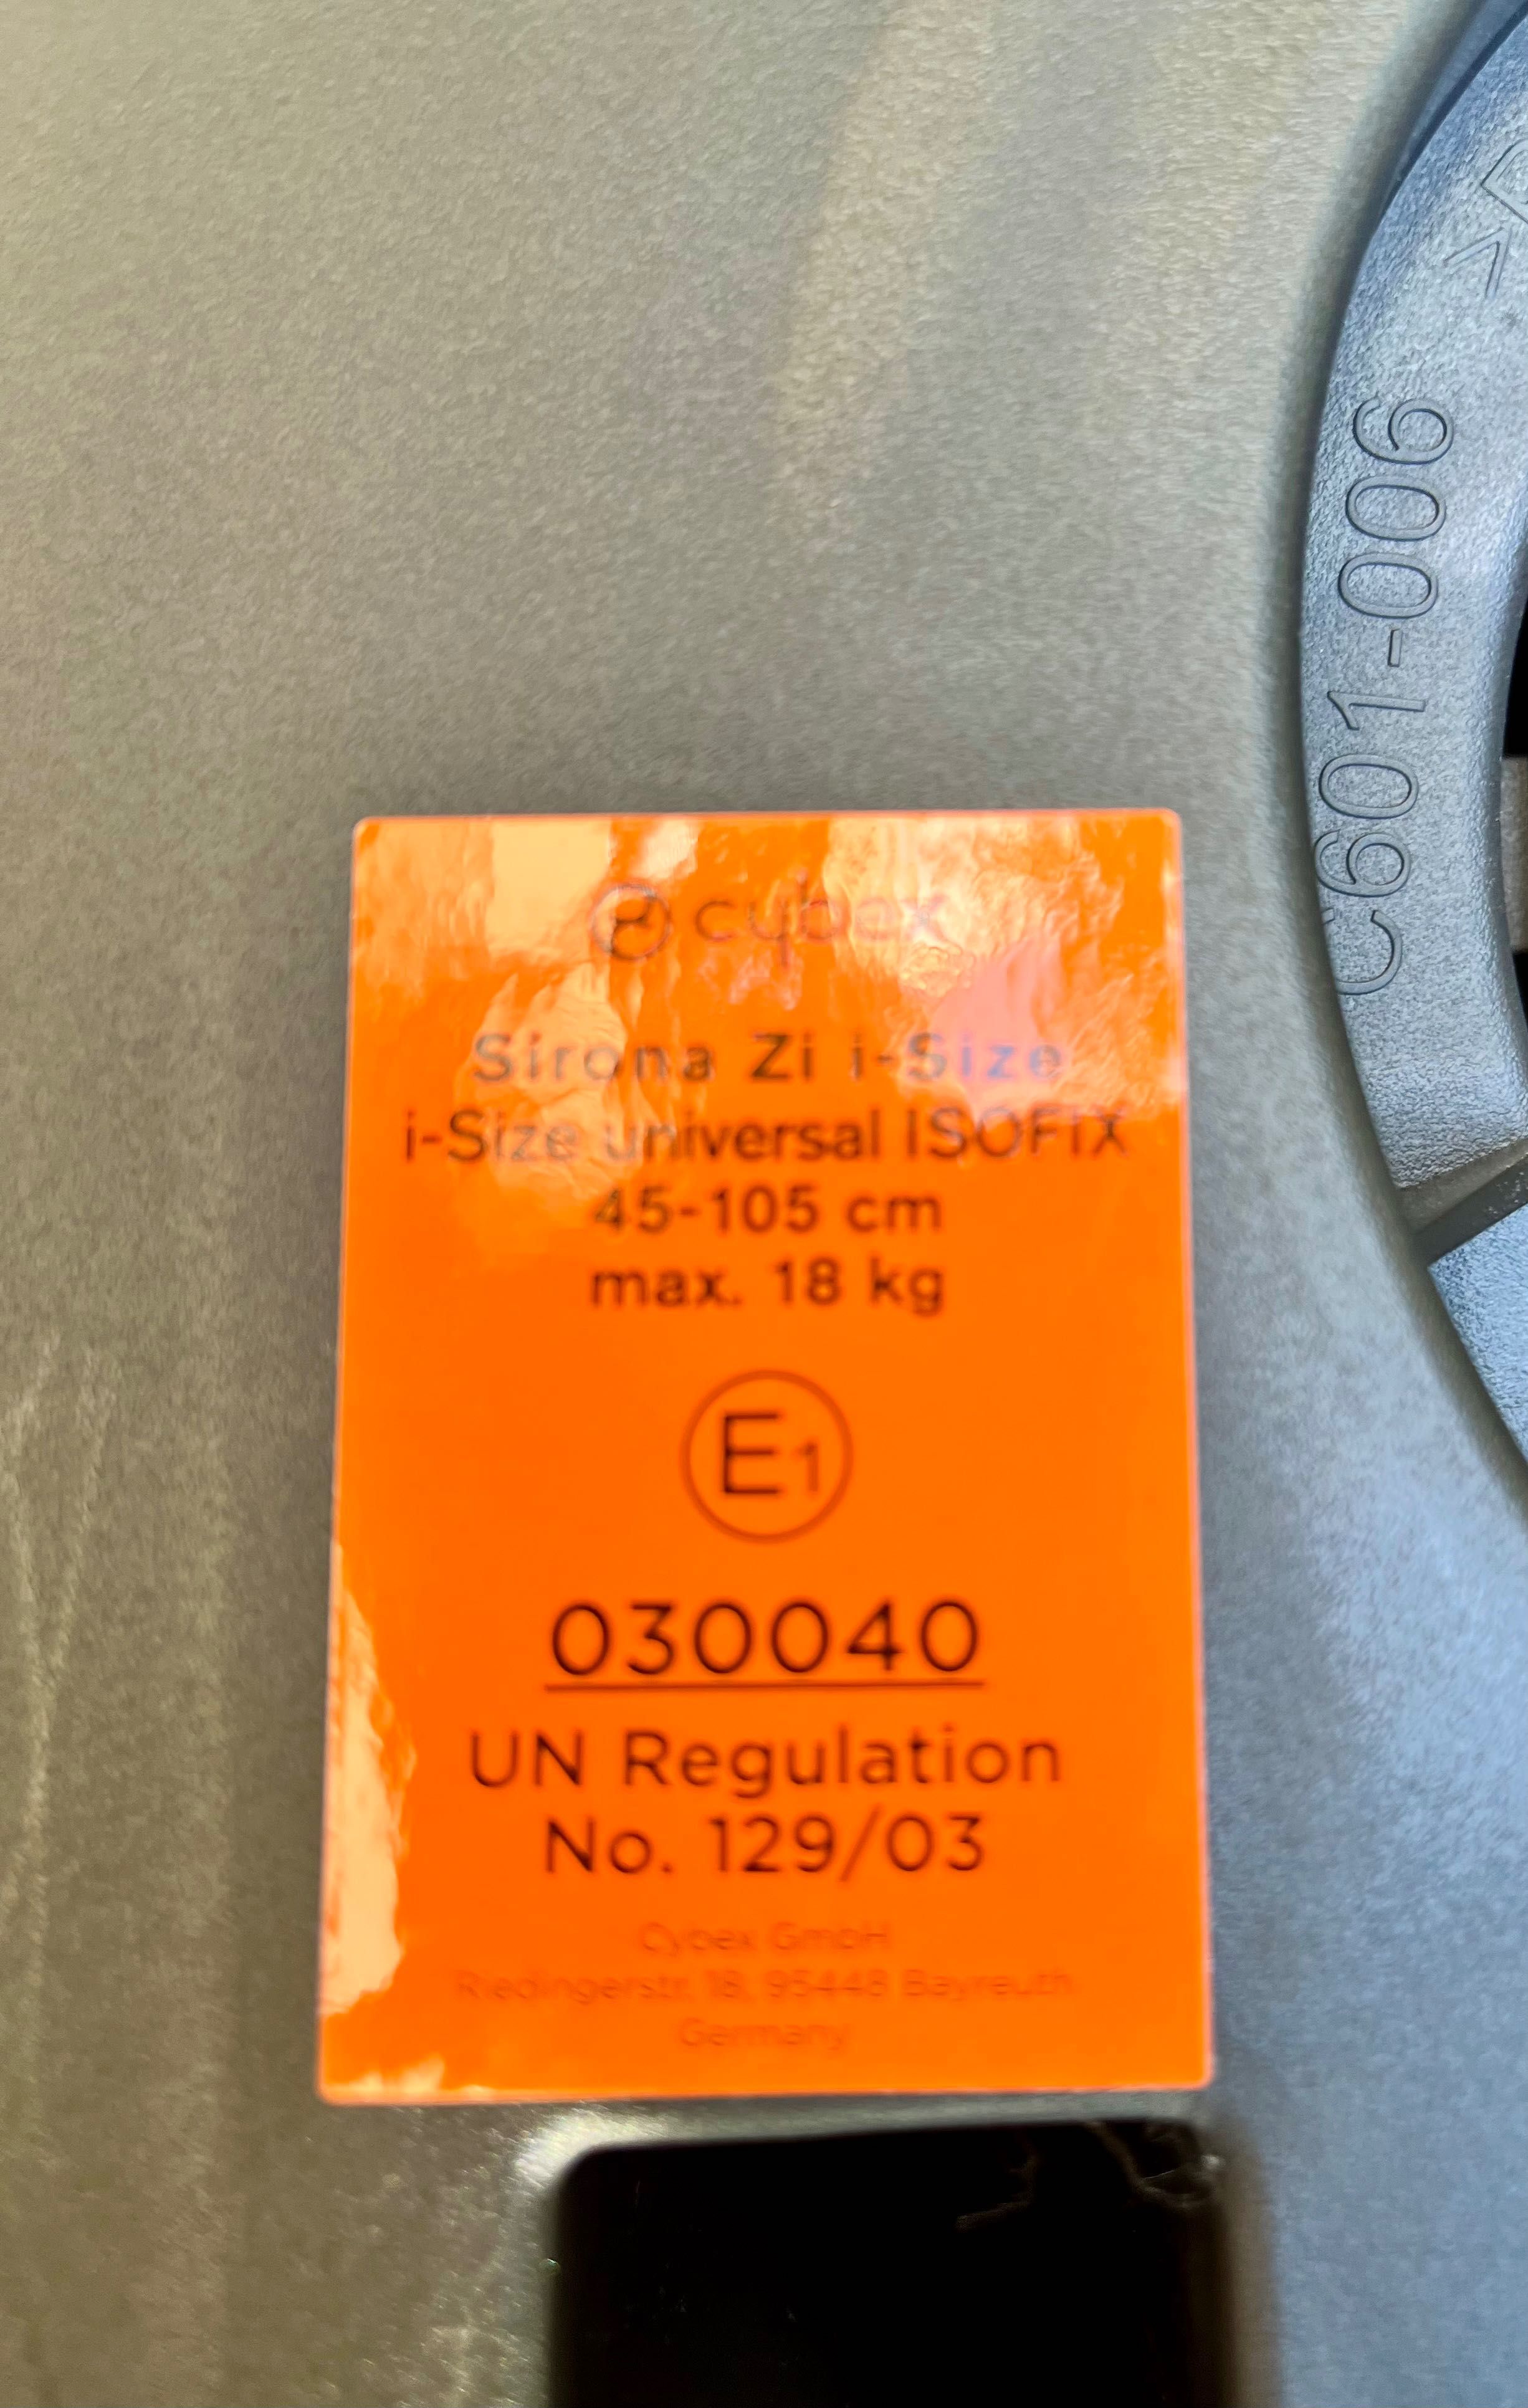 cybex
Sirona Zi i-Size
i-Size universal ISOFIX
45-105 cm
max. 18 kg
E1
030040
UN Regulation
No. 129/03
Cybex GmbH
Riedingerstr. 18, 95448 Bayreuth
Germany
C601-006